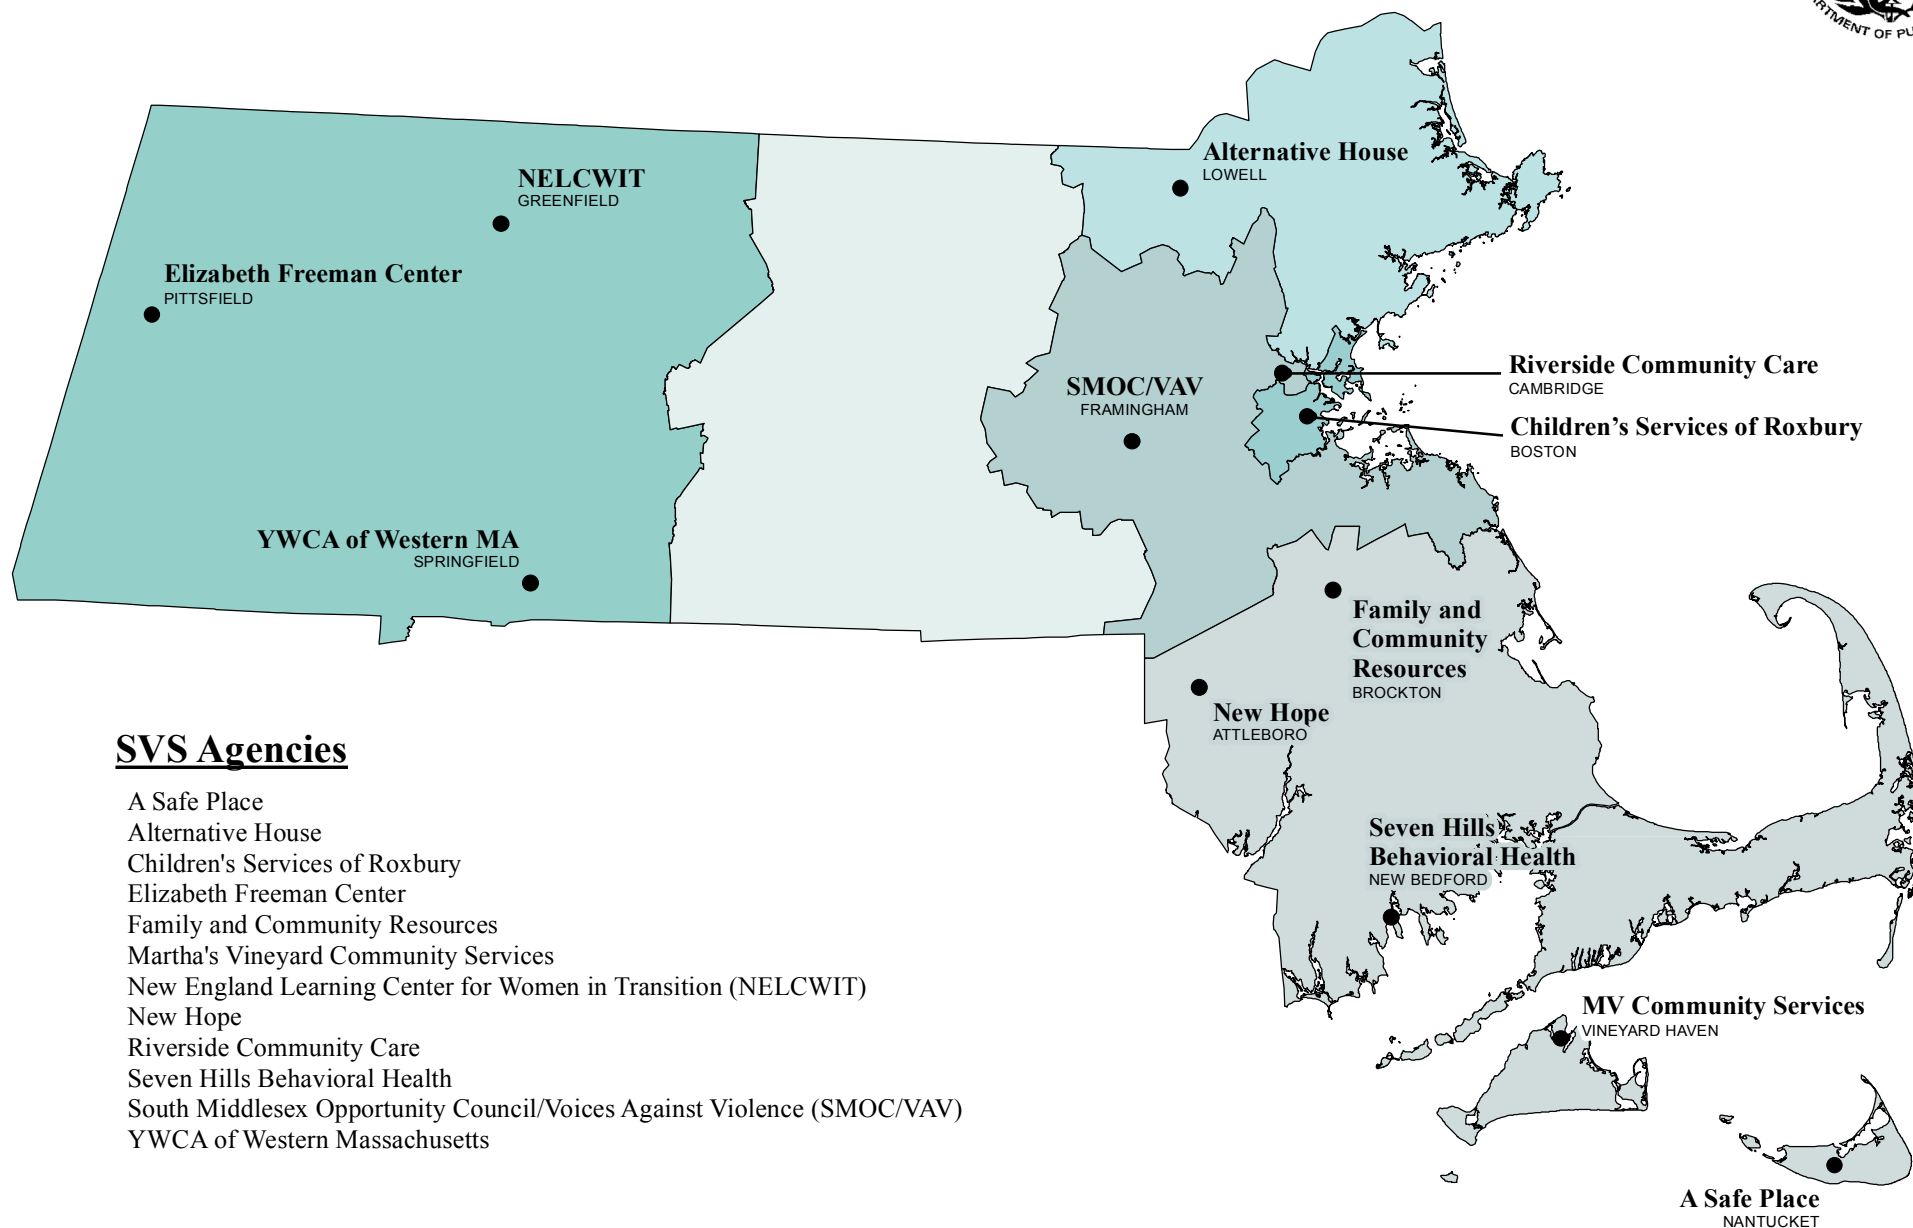 RTMENT OF PU
Alternative House
LOWELL
NELCWIT
GREENFIELD
Elizabeth Freeman Center
PITTSFIELD
Riverside Community Care
CAMBRIDGE
SMOC/VAV
FRAMINGHAM
Children’s Services of Roxbury
BOSTON
YWCA of Western MA
SPRINGFIELD
Family and
Community
Resources
BROCKTON
New Hope
ATTLEBORO
Seven Hills
Behavioral Health
NEW BEDFORD
MV Community Services
VINEYARD HAVEN
A Safe Place
NANTUCKET
SVS Agencies
A Safe Place
Alternative House
Children's Services of Roxbury
Elizabeth Freeman Center
Family and Community Resources
Martha's Vineyard Community Services
New England Learning Center for Women in Transition (NELCWIT)
New Hope
Riverside Community Care
Seven Hills Behavioral Health
South Middlesex Opportunity Council/Voices Against Violence (SMOC/VAV)
YWCA of Western Massachusetts